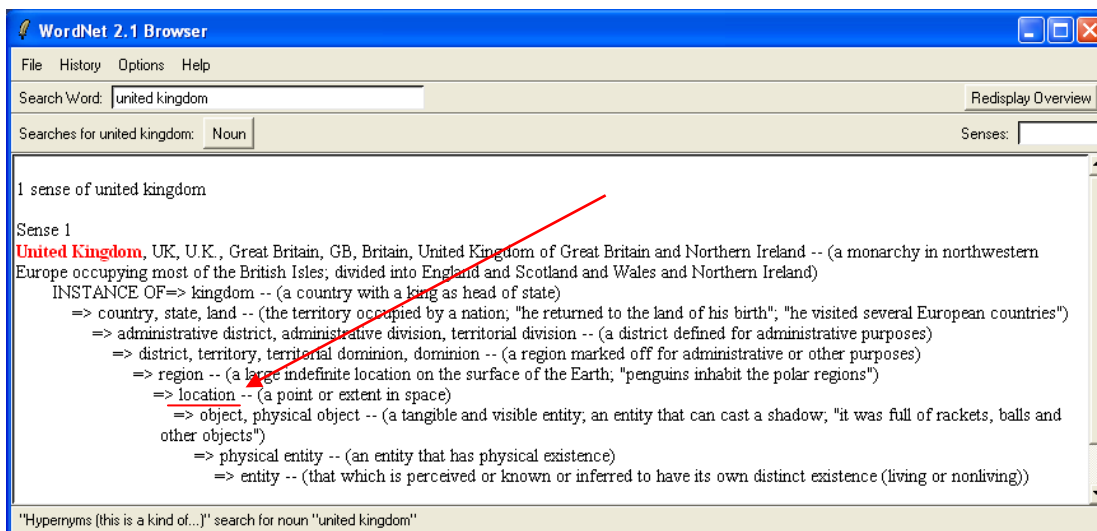 WordNet 2.1 Browser
File History Options Help
Search Word: united kingdom Redisplay Overview
Searches for united kingdom: Noun Senses:
1 sense of united kingdom
Sense 1
United Kingdom, UK, U.K., Great Britain, GB, Britain, United Kingdom of Great Britain and Northern Ireland -- (a monarchy in northwestern
Europe occupying most of the British Isles; divided into England and Scotland and Wales and Northern Ireland)
INSTANCE OF=> kingdom -- (a country with a king as head of state)
=> country, state, land -- (the territory occupied by a nation; "he returned to the land of his birth"; "he visited several European countries")
=> administrative district, administrative division, territorial division -- (a district defined for administrative purposes)
=> district, territory, territorial dominion, dominion -- (a region marked off for administrative or other purposes)
=> region -- (a large indefinite location on the surface of the Earth; "penguins inhabit the polar regions")
=> location -- (a point or extent in space)
=> object, physical object -- (a tangible and visible entity; an entity that can cast a shadow; "it was full of rackets, balls and
other objects")
=> physical entity -- (an entity that has physical existence)
=> entity -- (that which is perceived or known or inferred to have its own distinct existence (living or nonliving))
"Hypernyms (this is a kind of...)" search for noun "united kingdom"